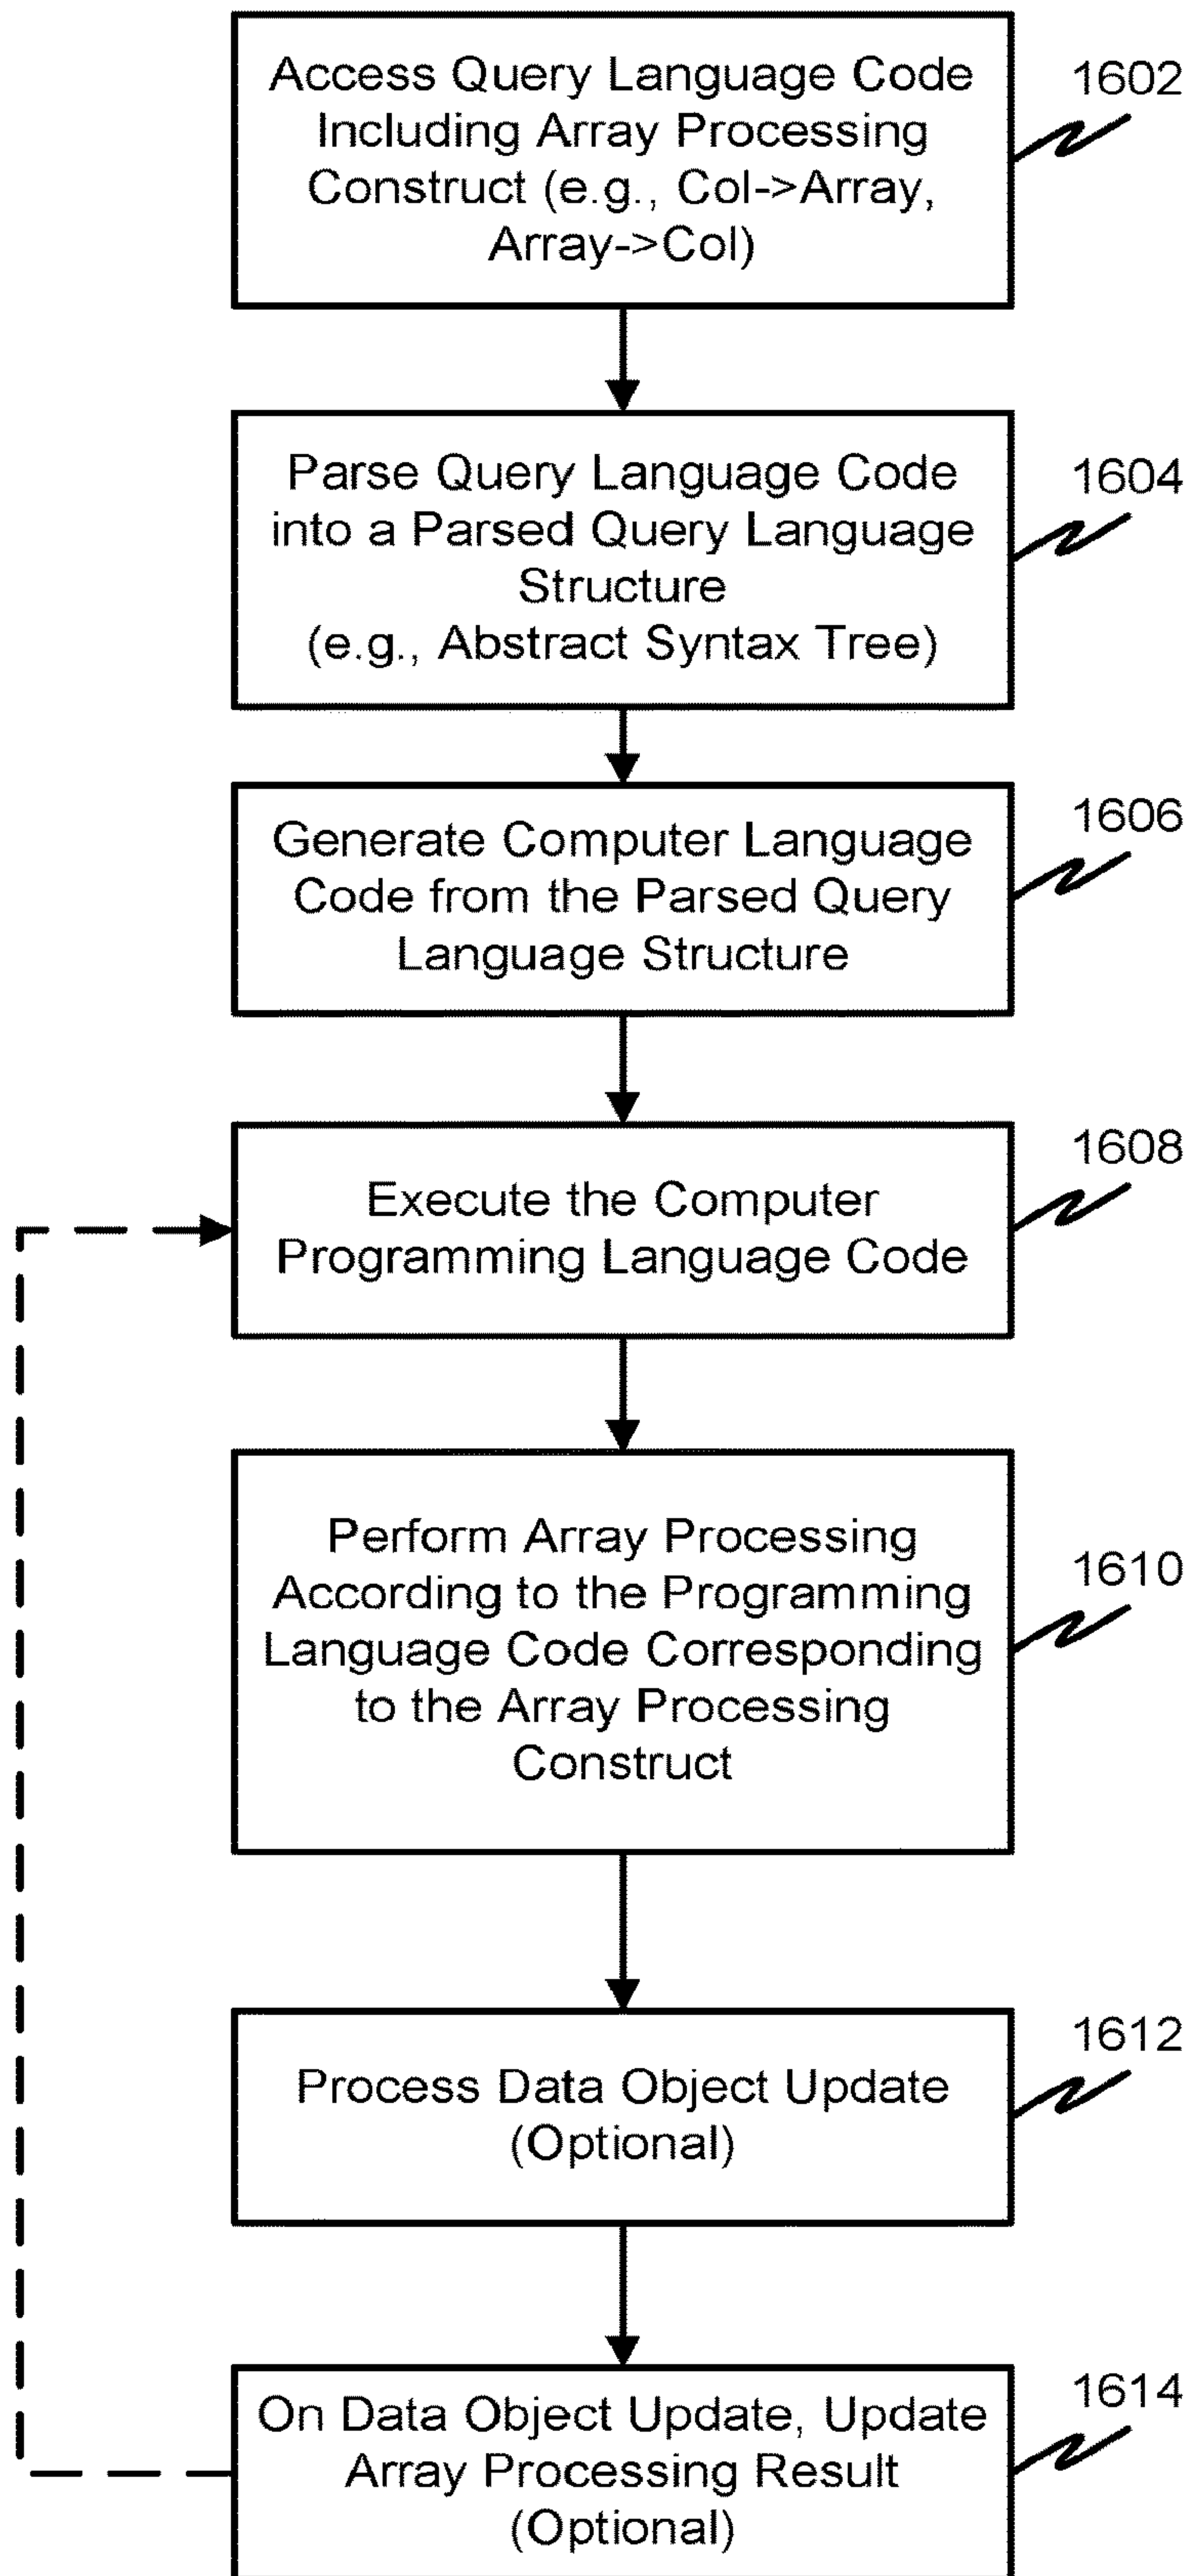 Access Query Language Code
Including Array Processing
Construct (e.g., Col->Array,
Array->Col)
1602
Parse Query Language Code
into a Parsed Query Language
Structure
(e.g., Abstract Syntax Tree)
1604
Generate Computer Language
Code from the Parsed Query
Language Structure
1606
Execute the Computer
Programming Language Code
1608
Perform Array Processing
According to the Programming
Language Code Corresponding
to the Array Processing
Construct
1610
Process Data Object Update
(Optional)
1612
On Data Object Update, Update
Array Processing Result
(Optional)
1614